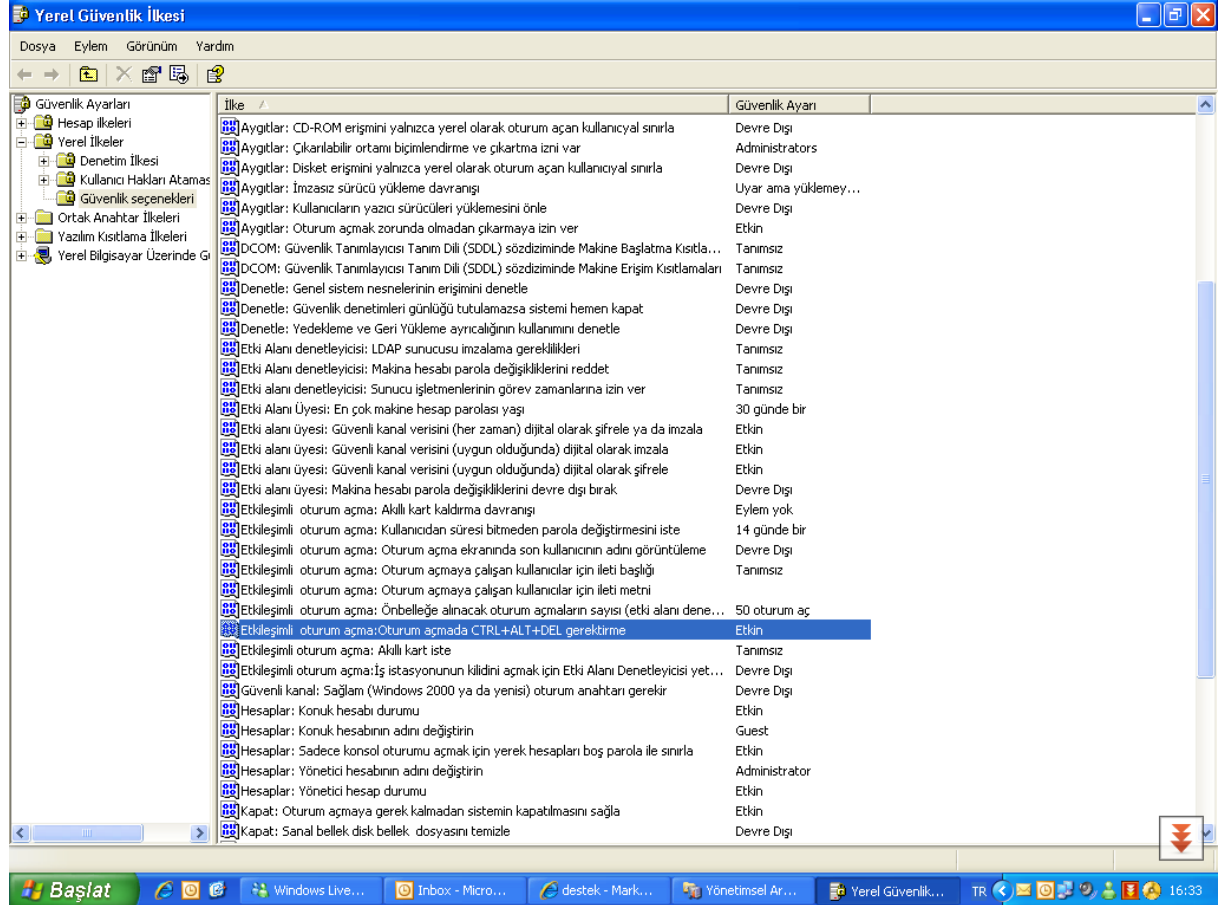 Yerel Güvenlik İlkesi
Dosya Eylem Görünüm Yardım
Güvenlik Ayarları
Hesap ilkeleri
Yerel İlkeler
Denetim İlkesi
Kullanıcı Hakları Atamas
Güvenlik seçenekleri
Ortak Anahtar İlkeleri
Yazılım Kısıtlama İlkeleri
Yerel Bilgisayar Üzerinde G
İlke Güvenlik Ayarı
Aygıtlar: CD-ROM erişmini yalnızca yerel olarak oturum açan kullanıcyal sınırla Devre Dışı
Aygıtlar: Çıkarılabilir ortamı biçimlendirme ve çıkartma izni var Administrators
Aygıtlar: Disket erişmini yalnızca yerel olarak oturum açan kullanıcyal sınırla Devre Dışı
Aygıtlar: İmzasız sürücü yükleme davranışı Uyar ama yüklemey...
Aygıtlar: Kullanıcıların yazıcı sürücüleri yüklemesini önle Devre Dışı
Aygıtlar: Oturum açmak zorunda olmadan çıkarmaya izin ver Etkin
DCOM: Güvenlik Tanımlayıcısı Tanım Dili (SDDL) sözdiziminde Makine Başlatma Kısıtla... Tanımsız
DCOM: Güvenlik Tanımlayıcısı Tanım Dili (SDDL) sözdiziminde Makine Erişim Kısıtlamaları Tanımsız
Denetle: Genel sistem nesnelerinin erişimini denetle Devre Dışı
Denetle: Güvenlik denetimleri günlüğü tutulamazsa sistemi hemen kapat Devre Dışı
Denetle: Yedekleme ve Geri Yükleme ayrıcalığının kullanımını denetle Devre Dışı
Etki Alanı denetleyicisi: LDAP sunucusu imzalama gereklilikleri Tanımsız
Etki Alanı denetleyicisi: Makina hesabı parola değişikliklerini reddet Tanımsız
Etki alanı denetleyicisi: Sunucu işletmenlerinin görev zamanlarına izin ver Tanımsız
Etki Alanı Üyesi: En çok makine hesap parolası yaşı 30 günde bir
Etki alanı üyesi: Güvenli kanal verisini (her zaman) dijital olarak şifrele ya da imzala Etkin
Etki alanı üyesi: Güvenli kanal verisini (uygun olduğunda) dijital olarak imzala Etkin
Etki alanı üyesi: Güvenli kanal verisini (uygun olduğunda) dijital olarak şifrele Etkin
Etki alanı üyesi: Makina hesabı parola değişikliklerini devre dışı bırak Devre Dışı
Etkileşimli oturum açma: Akıllı kart kaldırma davranışı Eylem yok
Etkileşimli oturum açma: Kullanıcıdan süresi bitmeden parola değiştirmesini iste 14 günde bir
Etkileşimli oturum açma: Oturum açma ekranında son kullanıcının adını görüntüleme Devre Dışı
Etkileşimli oturum açma: Oturum açmaya çalışan kullanıcılar için ileti başlığı Tanımsız
Etkileşimli oturum açma: Oturum açmaya çalışan kullanıcılar için ileti metni
Etkileşimli oturum açma: Önbelleğe alınacak oturum açmaların sayısı (etki alanı dene... 50 oturum aç
Etkileşimli oturum açma:Oturum açmada CTRL+ALT+DEL gerektirme Etkin
Etkileşimli oturum açma: Akıllı kart iste Tanımsız
Etkileşimli oturum açma:İş istasyonunun kilidini açmak için Etki Alanı Denetleyicisi yet... Devre Dışı
Güvenli kanal: Sağlam (Windows 2000 ya da yenisi) oturum anahtarı gerekir Devre Dışı
Hesaplar: Konuk hesabı durumu Etkin
Hesaplar: Konuk hesabının adını değiştirin Guest
Hesaplar: Sadece konsol oturumu açmak için yerek hesapları boş parola ile sınırla Etkin
Hesaplar: Yönetici hesabının adını değiştirin Administrator
Hesaplar: Yönetici hesap durumu Etkin
Kapat: Oturum açmaya gerek kalmadan sistemin kapatılmasını sağla Etkin
Kapat: Sanal bellek disk bellek dosyasını temizle Devre Dışı
Başlat Windows Live... Inbox - Micro... destek - Mark... Yönetimsel Ar... Yerel Güvenlik... TR 16:33